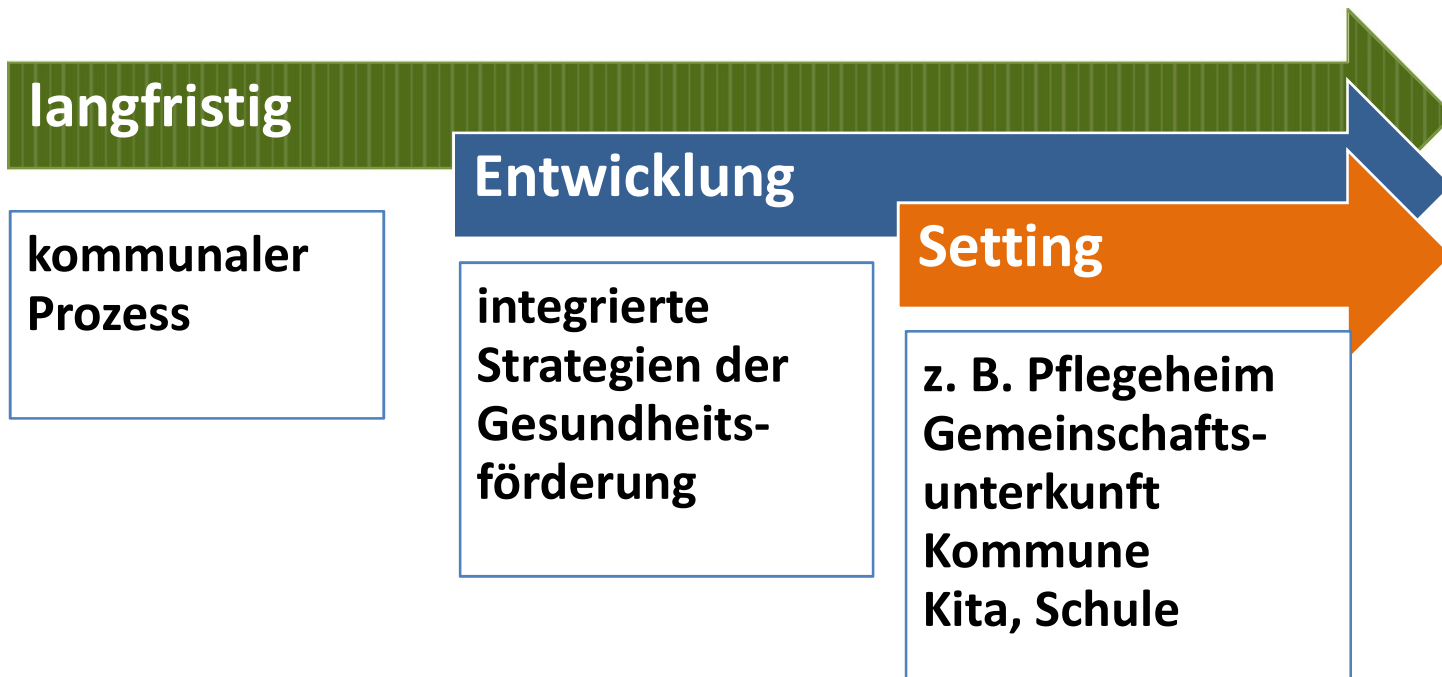 langfristig
kommunaler
Prozess
Entwicklung
integrierte
Strategien der
Gesundheits-
förderung
Setting
z. B. Pflegeheim
Gemeinschafts-
unterkunft
Kommune
Kita, Schule